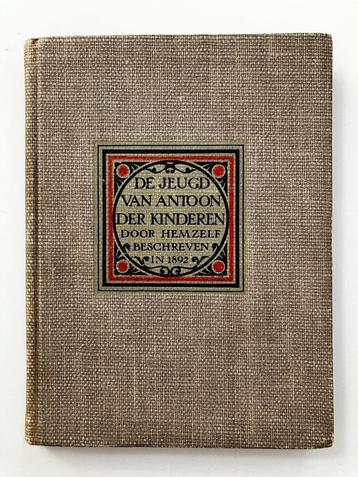 DE JEUGD
VAN ANTOON
DER KINDEREN
DOOR HEMZELF
BESCHREVEN
IN 1892